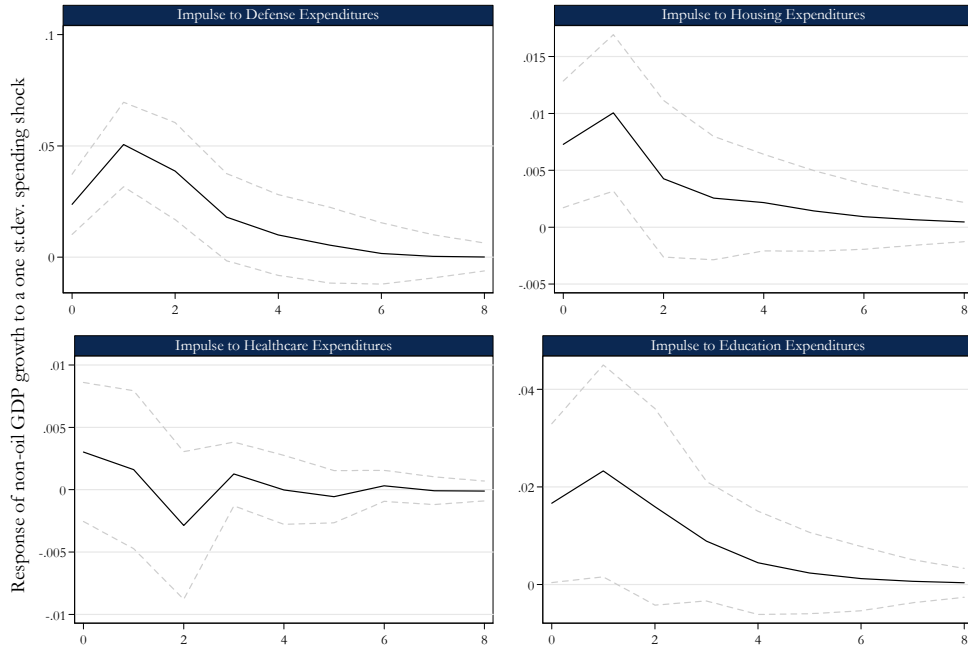 Response of non-oil GDP growth to a one st.dev. spending shock
Impulse to Defense Expenditures
.1
.05
0
0 2 4 6 8
Impulse to Housing Expenditures
.015
.01
.005
0
-.005
0 2 4 6 8
Impulse to Healthcare Expenditures
.01
.005
0
-.005
-.01
0 2 4 6 8
Impulse to Education Expenditures
.04
.02
0
0 2 4 6 8